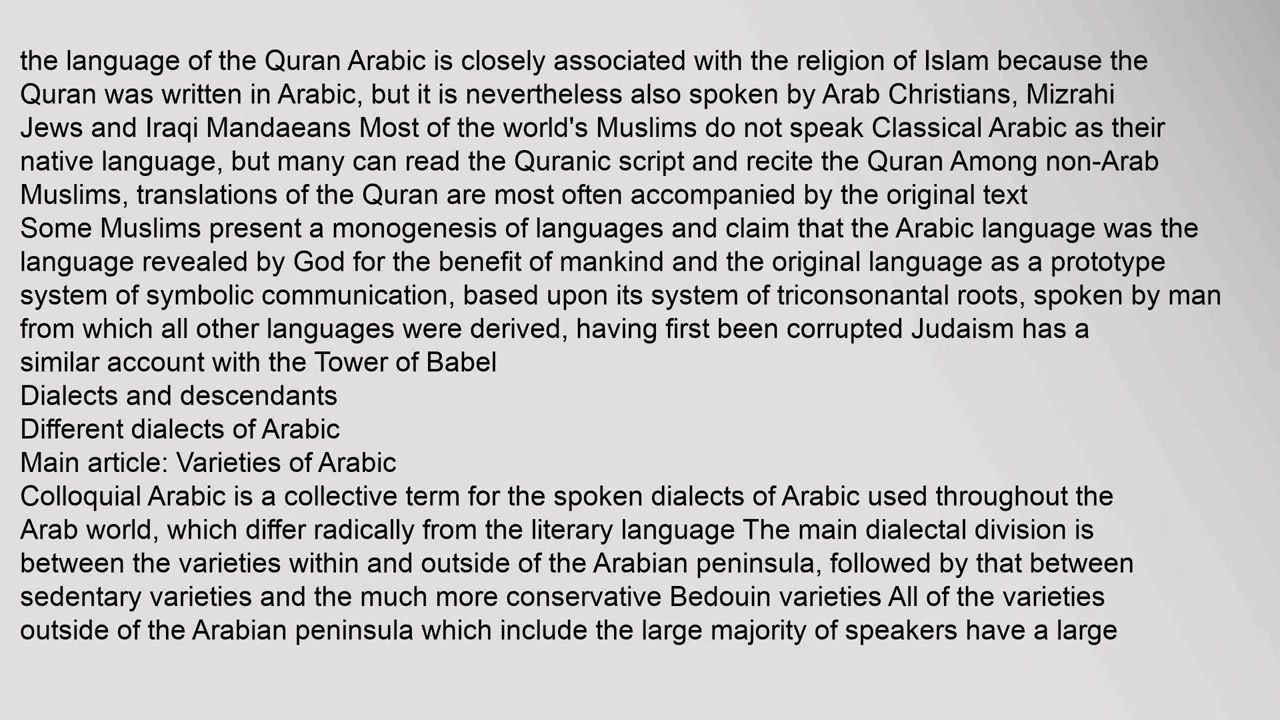 the language of the Quran Arabic is closely associated with the religion of Islam because the
Quran was written in Arabic, but it is nevertheless also spoken by Arab Christians, Mizrahi
Jews and Iraqi Mandaeans Most of the world's Muslims do not speak Classical Arabic as their
native language, but many can read the Quranic script and recite the Quran Among non-Arab
Muslims, translations of the Quran are most often accompanied by the original text
Some Muslims present a monogenesis of languages and claim that the Arabic language was the
language revealed by God for the benefit of mankind and the original language as a prototype
system of symbolic communication, based upon its system of triconsonantal roots, spoken by man
from which all other languages were derived, having first been corrupted Judaism has a
similar account with the Tower of Babel
Dialects and descendants
Different dialects of Arabic
Main article: Varieties of Arabic
Colloquial Arabic is a collective term for the spoken dialects of Arabic used throughout the
Arab world, which differ radically from the literary language The main dialectal division is
between the varieties within and outside of the Arabian peninsula, followed by that between
sedentary varieties and the much more conservative Bedouin varieties All of the varieties
outside of the Arabian peninsula which include the large majority of speakers have a large